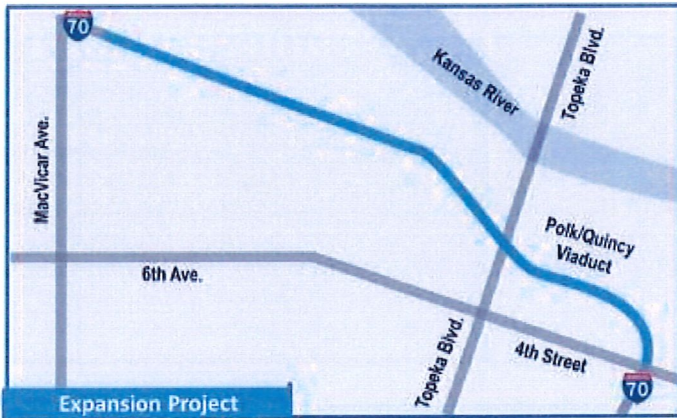 70
MacVicar Ave.
Kansas River
Topeka Blvd.
Polk/Quincy
Viaduct
6th Ave.
Topeka Blvd.
4th Street
70
Expansion Project